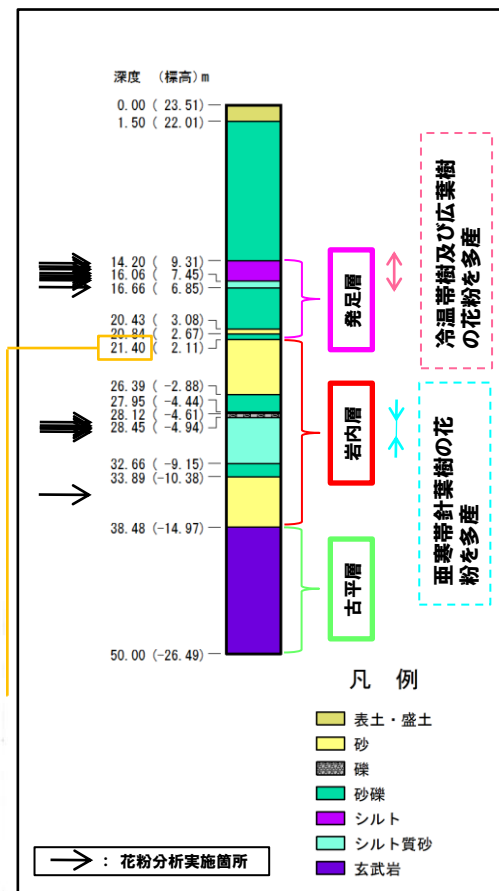 深度 (標高) m
0.00 ( 23.51)
1.50 ( 22.01)
14.20 ( 9.31)
16.06 ( 7.45)
16.66 ( 6.85)
20.43 ( 3.08)
20.84 ( 2.67)
21.40 ( 2.11)
26.39 ( -2.88)
27.95 ( -4.44)
28.12 ( -4.61)
28.45 ( -4.94)
32.66 ( -9.15)
33.89 (-10.38)
38.48 (-14.97)
50.00 (-26.49)
発足層
岩内層
古平層
冷温帯樹及び広葉樹
の花粉を多産
亜寒帯針葉樹の花
粉を多産
凡 例
表土・盛土
砂
礫
砂礫
シルト
シルト質砂
玄武岩
: 花粉分析実施箇所